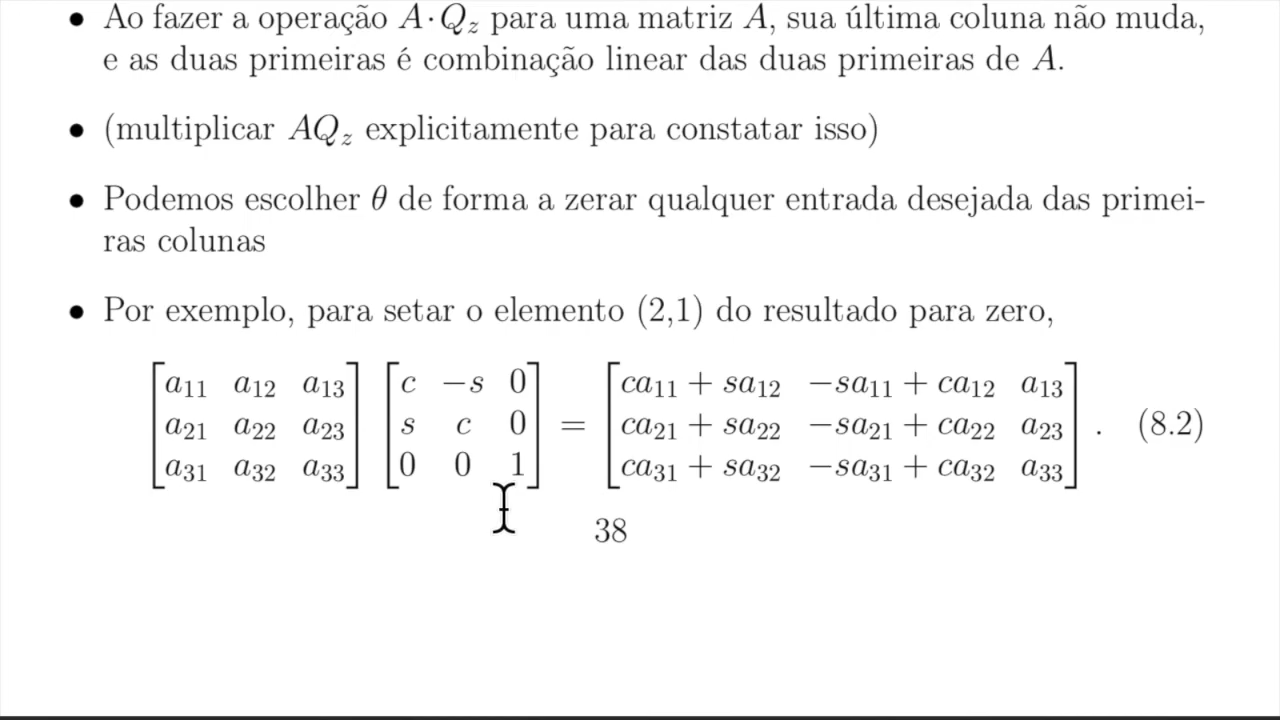 • Ao fazer a operação A·Q_z para uma matriz A, sua última coluna não muda,
e as duas primeiras é combinação linear das duas primeiras de A.
• (multiplicar AQ_z explicitamente para constatar isso)
• Podemos escolher θ de forma a zerar qualquer entrada desejada das primei-
ras colunas
• Por exemplo, para setar o elemento (2,1) do resultado para zero,
[a11 a12 a13] [c −s 0] [ca11 + sa12 −sa11 + ca12 a13]
[a21 a22 a23] [s c 0] = [ca21 + sa22 −sa21 + ca22 a23] . (8.2)
[a31 a32 a33] [0 0 1] [ca31 + sa32 −sa31 + ca32 a33]
38